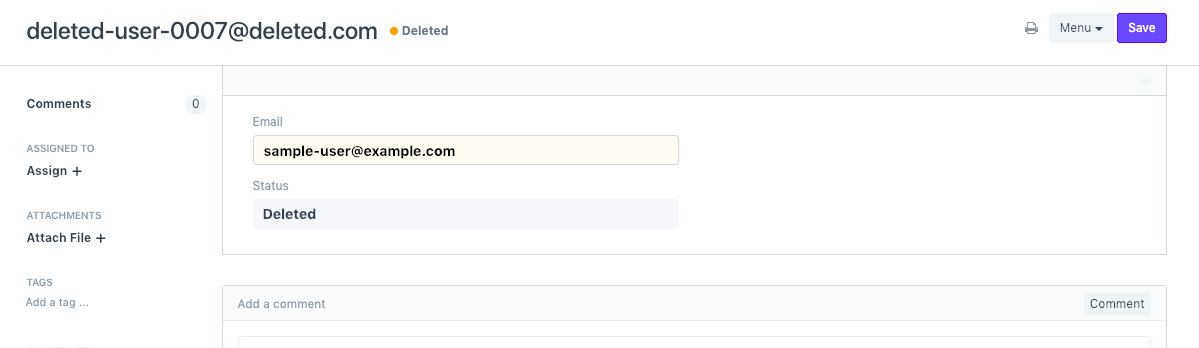 deleted-user-0007@deleted.com Deleted Menu Save
Comments 0
ASSIGNED TO
Assign +
ATTACHMENTS
Attach File +
TAGS
Add a tag ...
Email
sample-user@example.com
Status
Deleted
Add a comment Comment